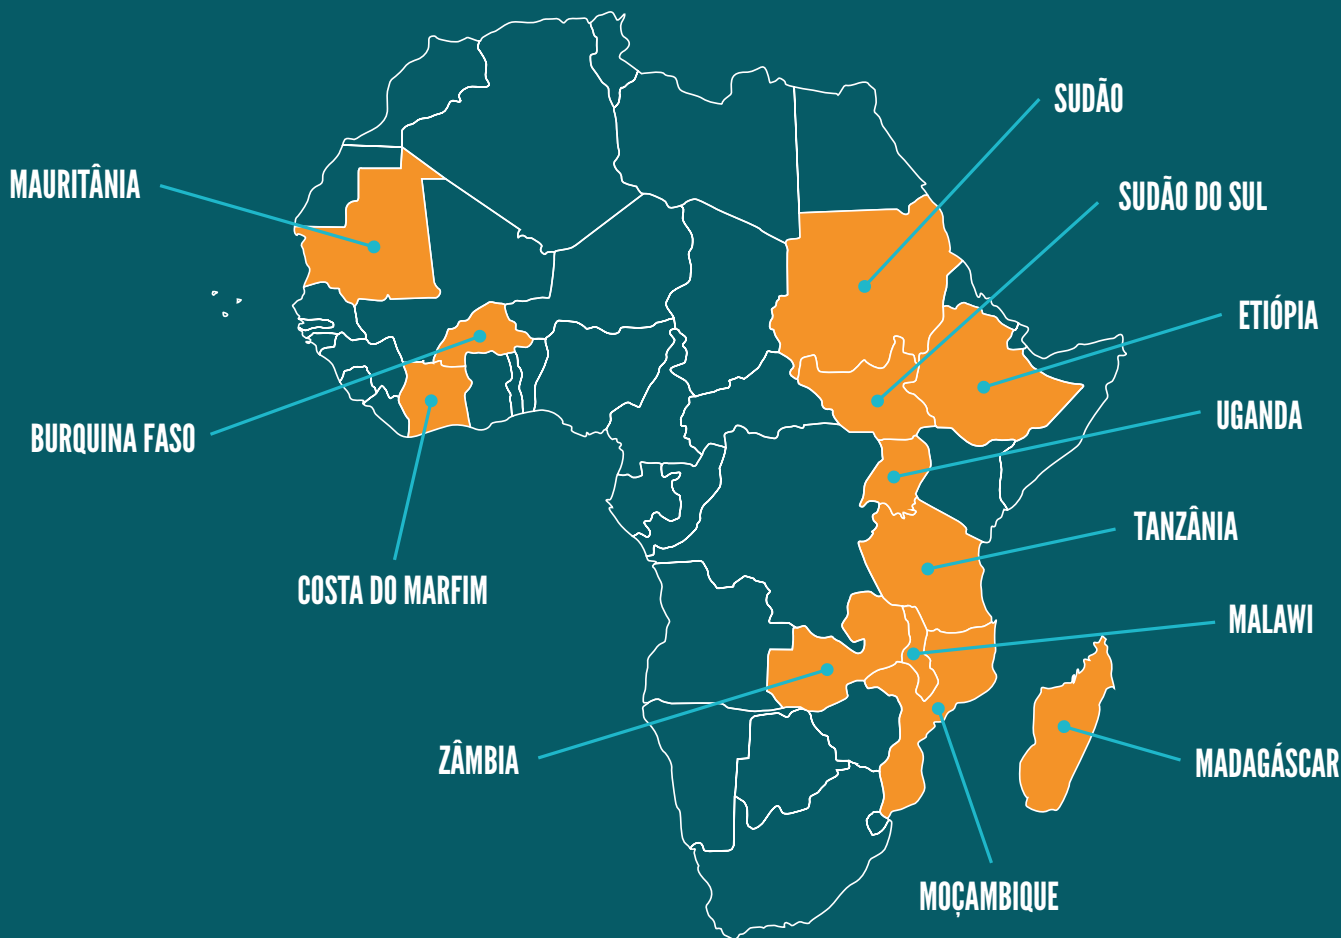 SUDÃO
MAURITÂNIA
SUDÃO DO SUL
ETIÓPIA
UGANDA
BURQUINA FASO
TANZÂNIA
COSTA DO MARFIM
MALAWI
ZÂMBIA
MADAGÁSCAR
MOÇAMBIQUE